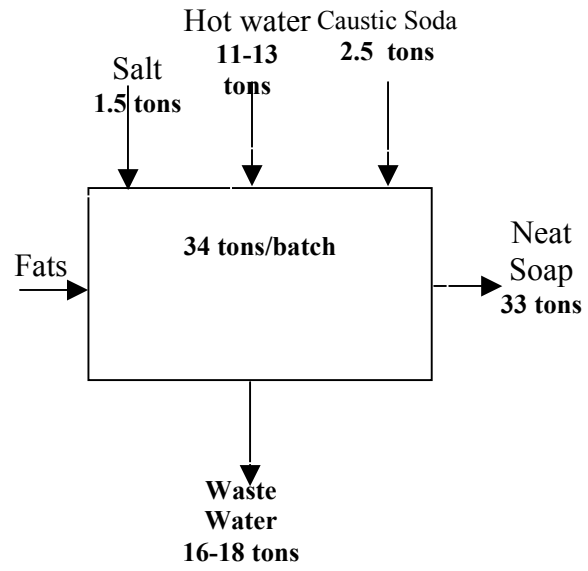 Salt
1.5 tons
Hot water
11-13
tons
Caustic Soda
2.5 tons
34 tons/batch
Fats
Neat
Soap
33 tons
Waste
Water
16-18 tons